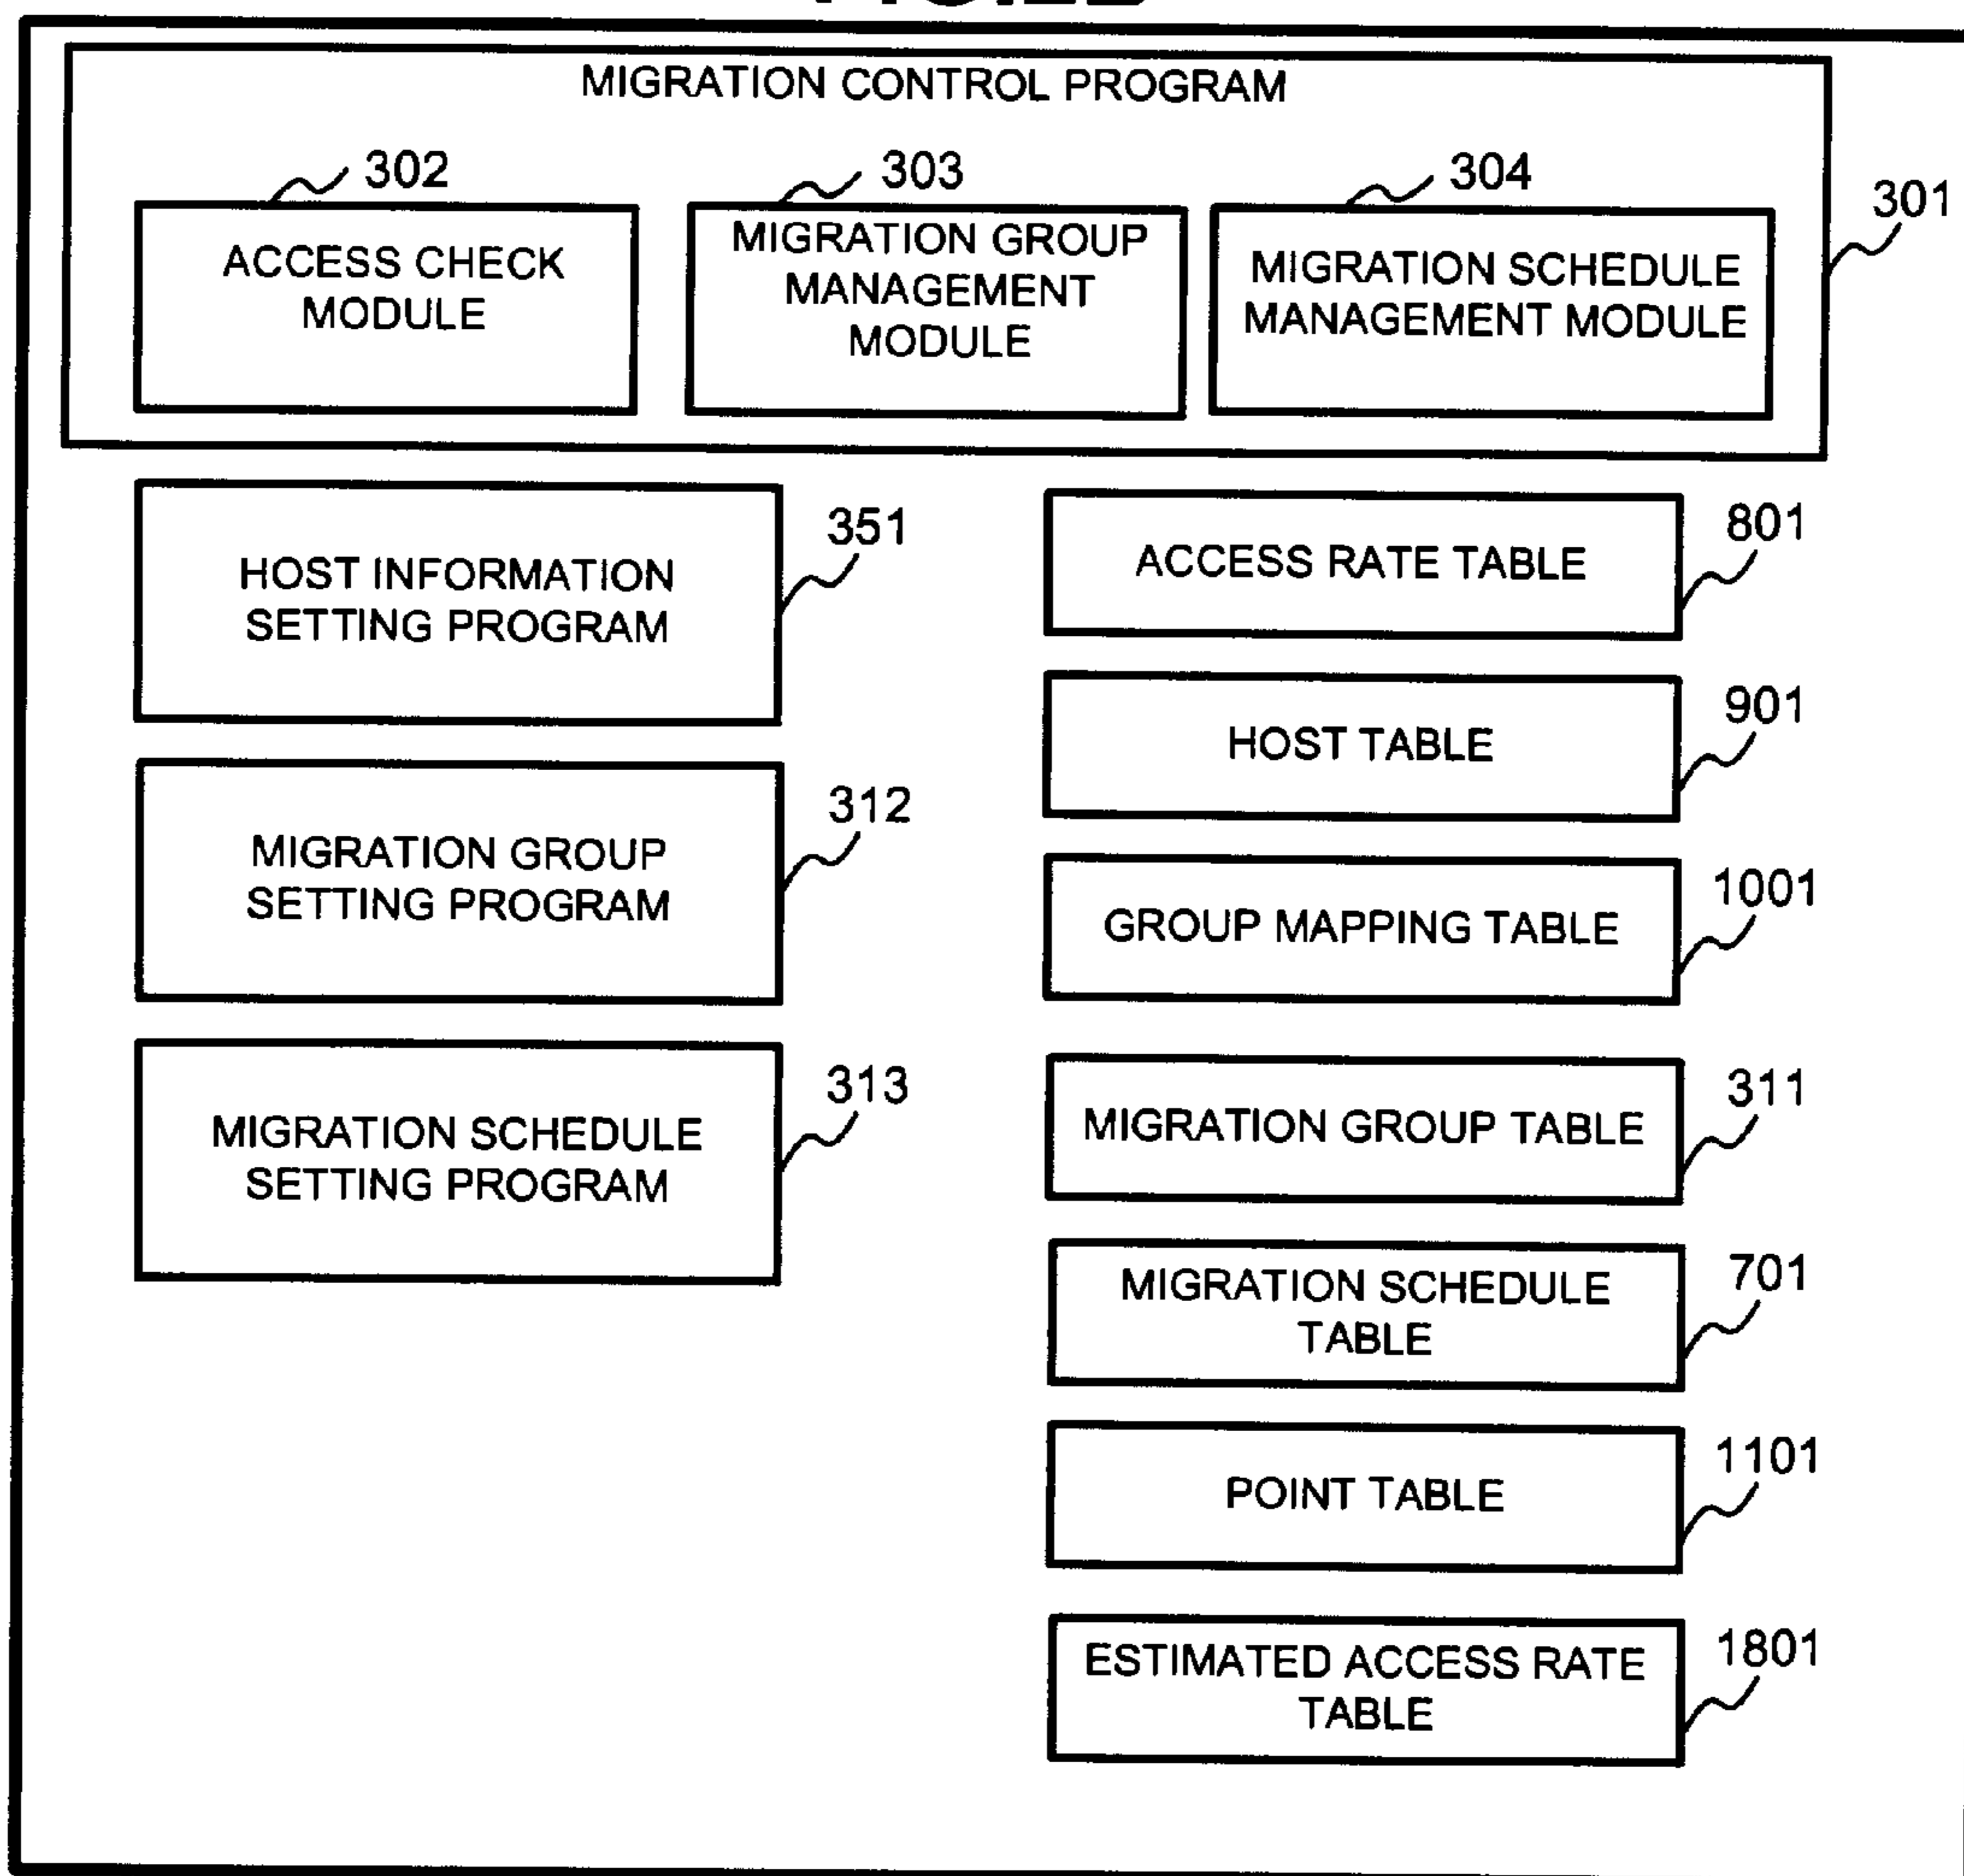 MIGRATION CONTROL PROGRAM
302
303
304
301
ACCESS CHECK
MODULE
MIGRATION GROUP
MANAGEMENT
MODULE
MIGRATION SCHEDULE
MANAGEMENT MODULE
HOST INFORMATION
SETTING PROGRAM
351
MIGRATION GROUP
SETTING PROGRAM
312
MIGRATION SCHEDULE
SETTING PROGRAM
313
ACCESS RATE TABLE
801
HOST TABLE
901
GROUP MAPPING TABLE
1001
MIGRATION GROUP TABLE
311
MIGRATION SCHEDULE
TABLE
701
POINT TABLE
1101
ESTIMATED ACCESS RATE
TABLE
1801